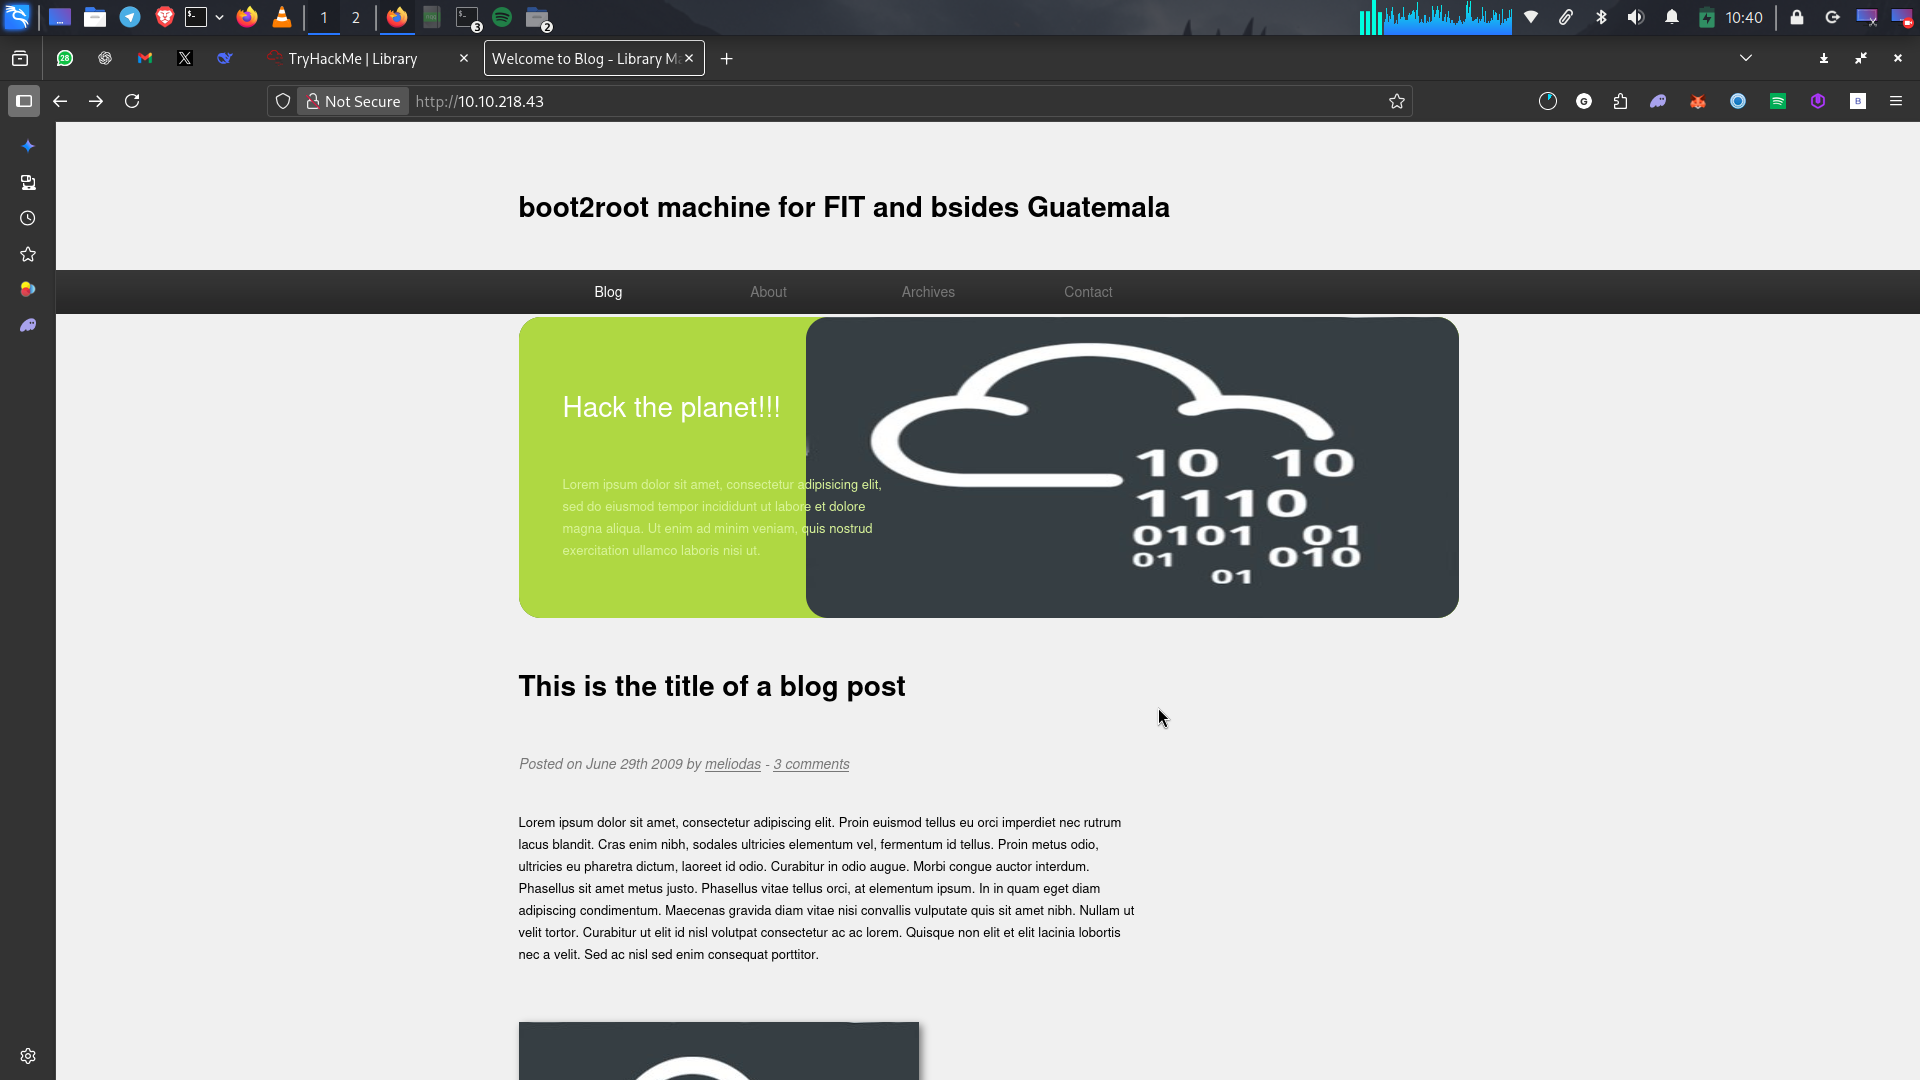 1
2
3
2
10:40
28
TryHackMe | Library
Welcome to Blog - Library Ma
Not Secure
http://10.10.218.43
G
B
boot2root machine for FIT and bsides Guatemala
Blog
About
Archives
Contact
Hack the planet!!!
Lorem ipsum dolor sit amet, consectetur adipisicing elit,
sed do eiusmod tempor incididunt ut labore et dolore
magna aliqua. Ut enim ad minim veniam, quis nostrud
exercitation ullamco laboris nisi ut.
10 10
1110
0101 01
01 010
01
This is the title of a blog post
Posted on June 29th 2009 by meliodas - 3 comments
Lorem ipsum dolor sit amet, consectetur adipiscing elit. Proin euismod tellus eu orci imperdiet nec rutrum
lacus blandit. Cras enim nibh, sodales ultricies elementum vel, fermentum id tellus. Proin metus odio,
ultricies eu pharetra dictum, laoreet id odio. Curabitur in odio augue. Morbi congue auctor interdum.
Phasellus sit amet metus justo. Phasellus vitae tellus orci, at elementum ipsum. In in quam eget diam
adipiscing condimentum. Maecenas gravida diam vitae nisi convallis vulputate quis sit amet nibh. Nullam ut
velit tortor. Curabitur ut elit id nisl volutpat consectetur ac ac lorem. Quisque non elit et elit lacinia lobortis
nec a velit. Sed ac nisl sed enim consequat porttitor.